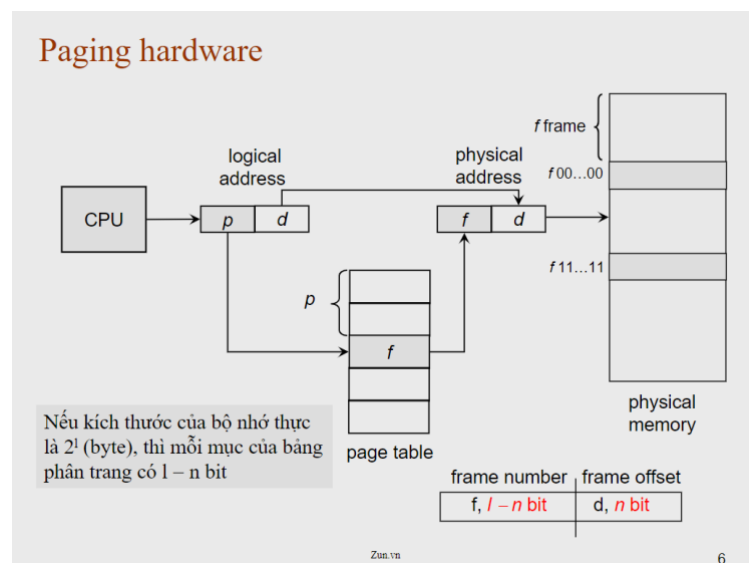 Paging hardware
f frame
logical
address
physical
address
f 00…00
CPU
p
d
f
d
f 11…11
p
f
physical
memory
Nếu kích thước của bộ nhớ thực
là 2^l (byte), thì mỗi mục của bảng
phân trang có l – n bit
page table
frame number
frame offset
f, l – n bit
d, n bit
Zun.vn
6